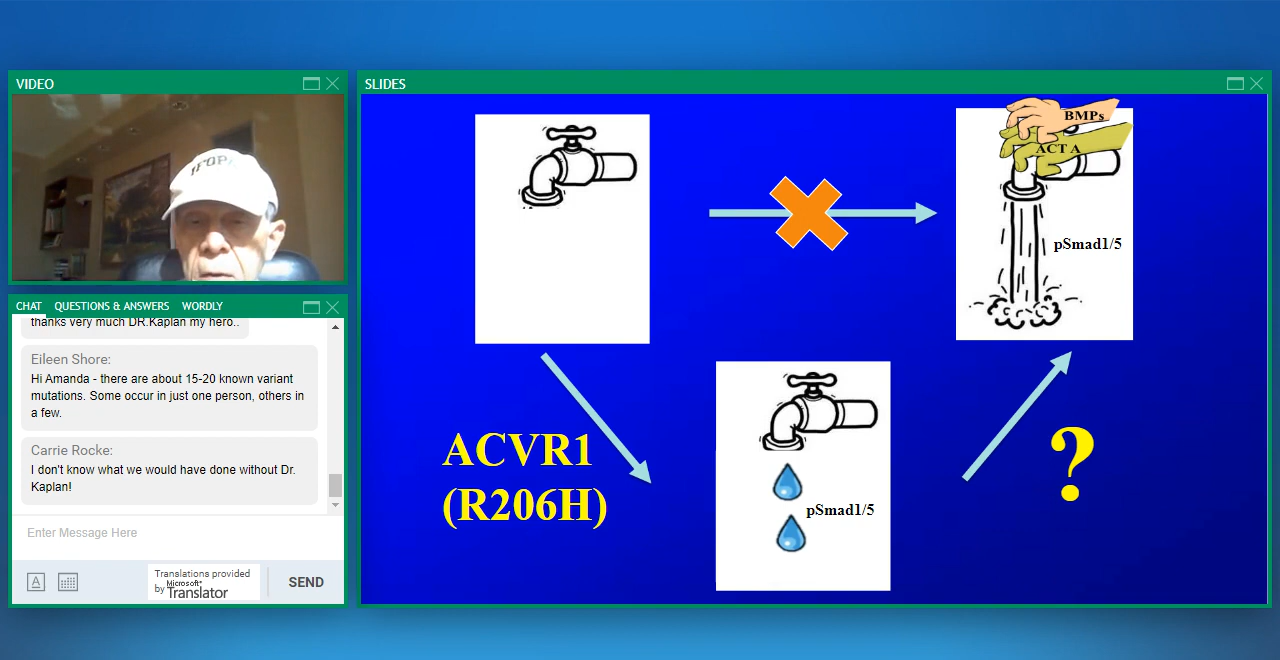 VIDEO
IFOPA
CHAT QUESTIONS & ANSWERS WORDLY
thanks very much DR.Kaplan my hero..
Eileen Shore:
Hi Amanda - there are about 15-20 known variant
mutations. Some occur in just one person, others in
a few.
Carrie Rocke:
I don't know what we would have done without Dr.
Kaplan!
Enter Message Here
A
Translations provided
by Microsoft® Translator
SEND
SLIDES
BMPs
ACT A
pSmad1/5
ACVR1
(R206H)
pSmad1/5
?